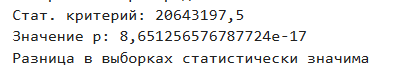 Стат. критерий: 20643197,5
Значение p: 8,651256576787724e-17
Разница в выборках статистически значима